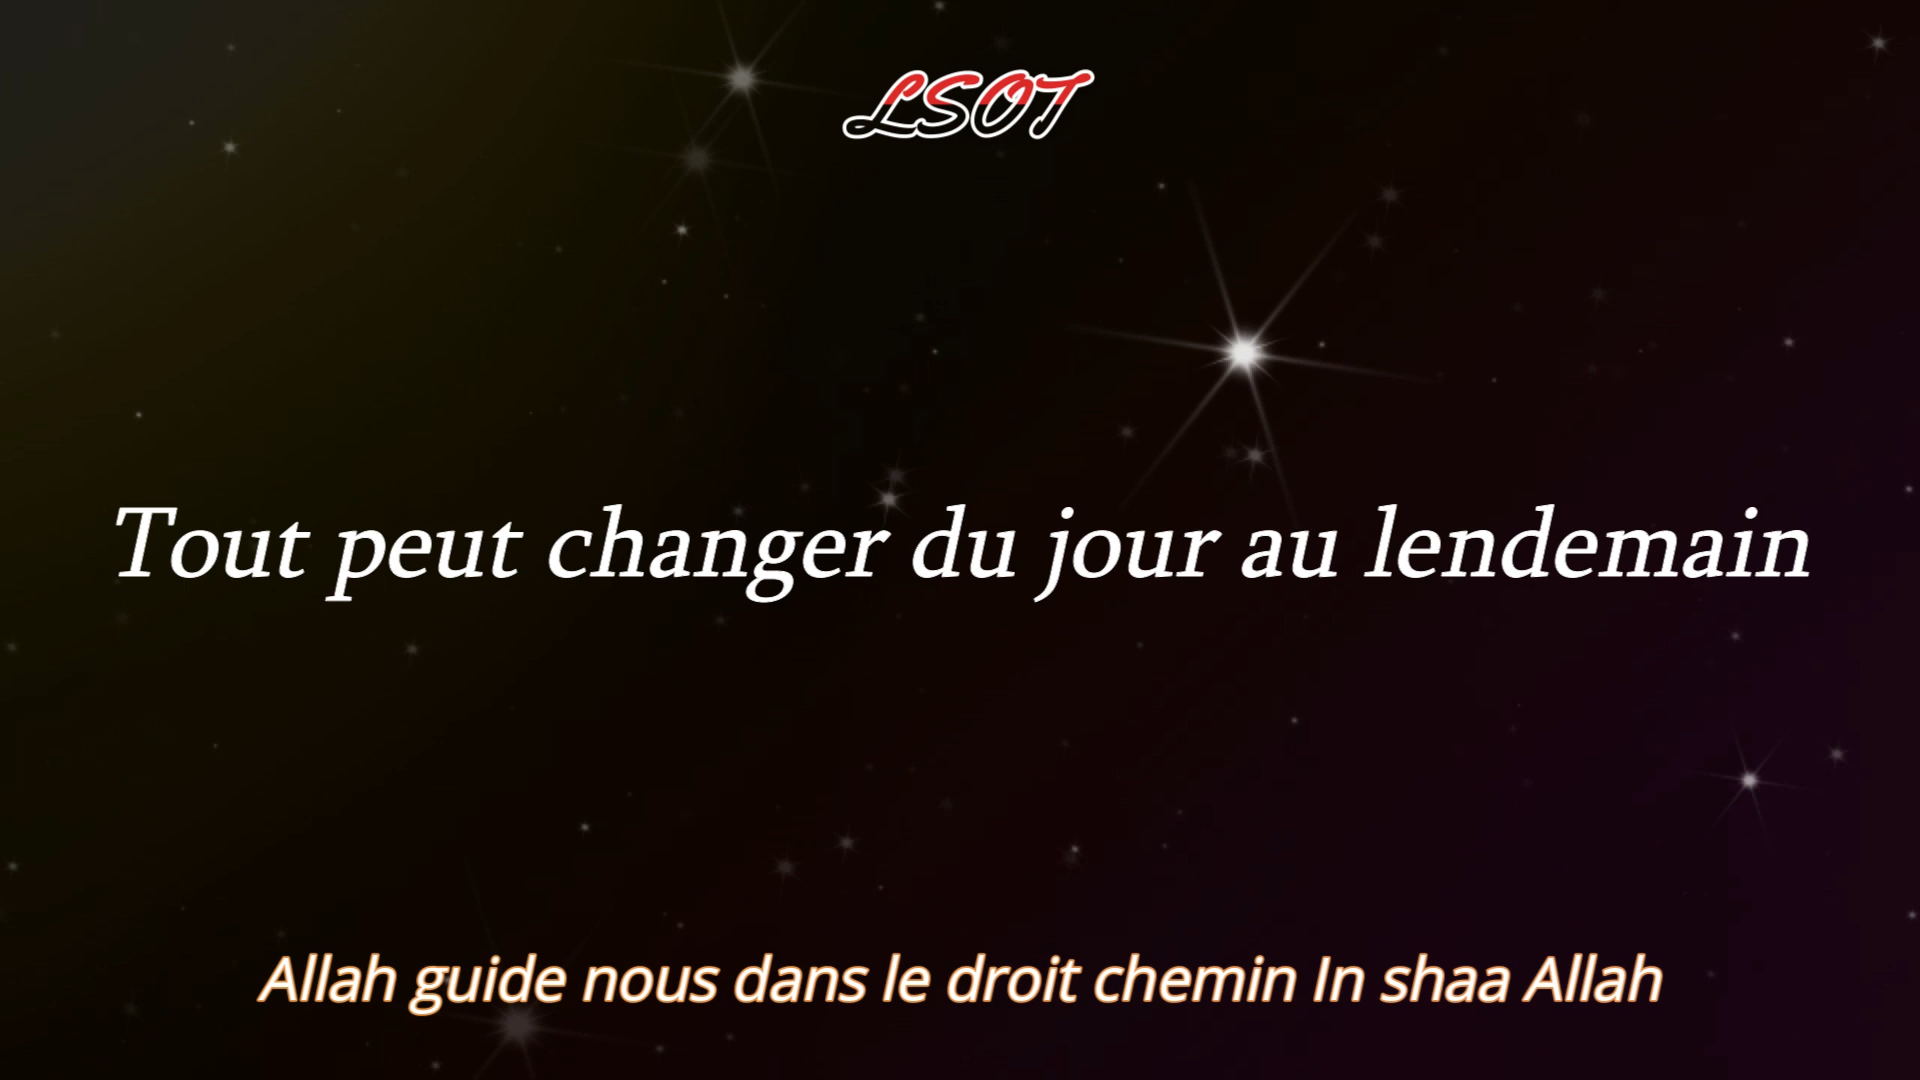 LSOT
Tout peut changer du jour au lendemain
Allah guide nous dans le droit chemin In shaa Allah